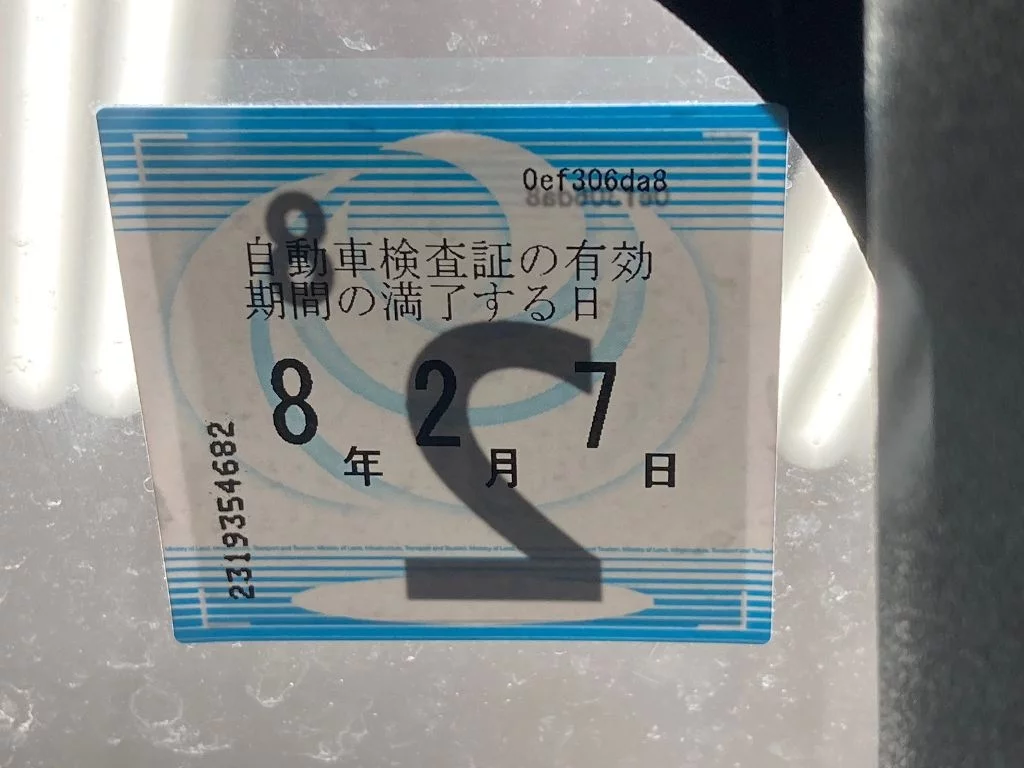 0ef306da8
自動車検査証の有効
期間の満了する日
8年2月7日
2319354682